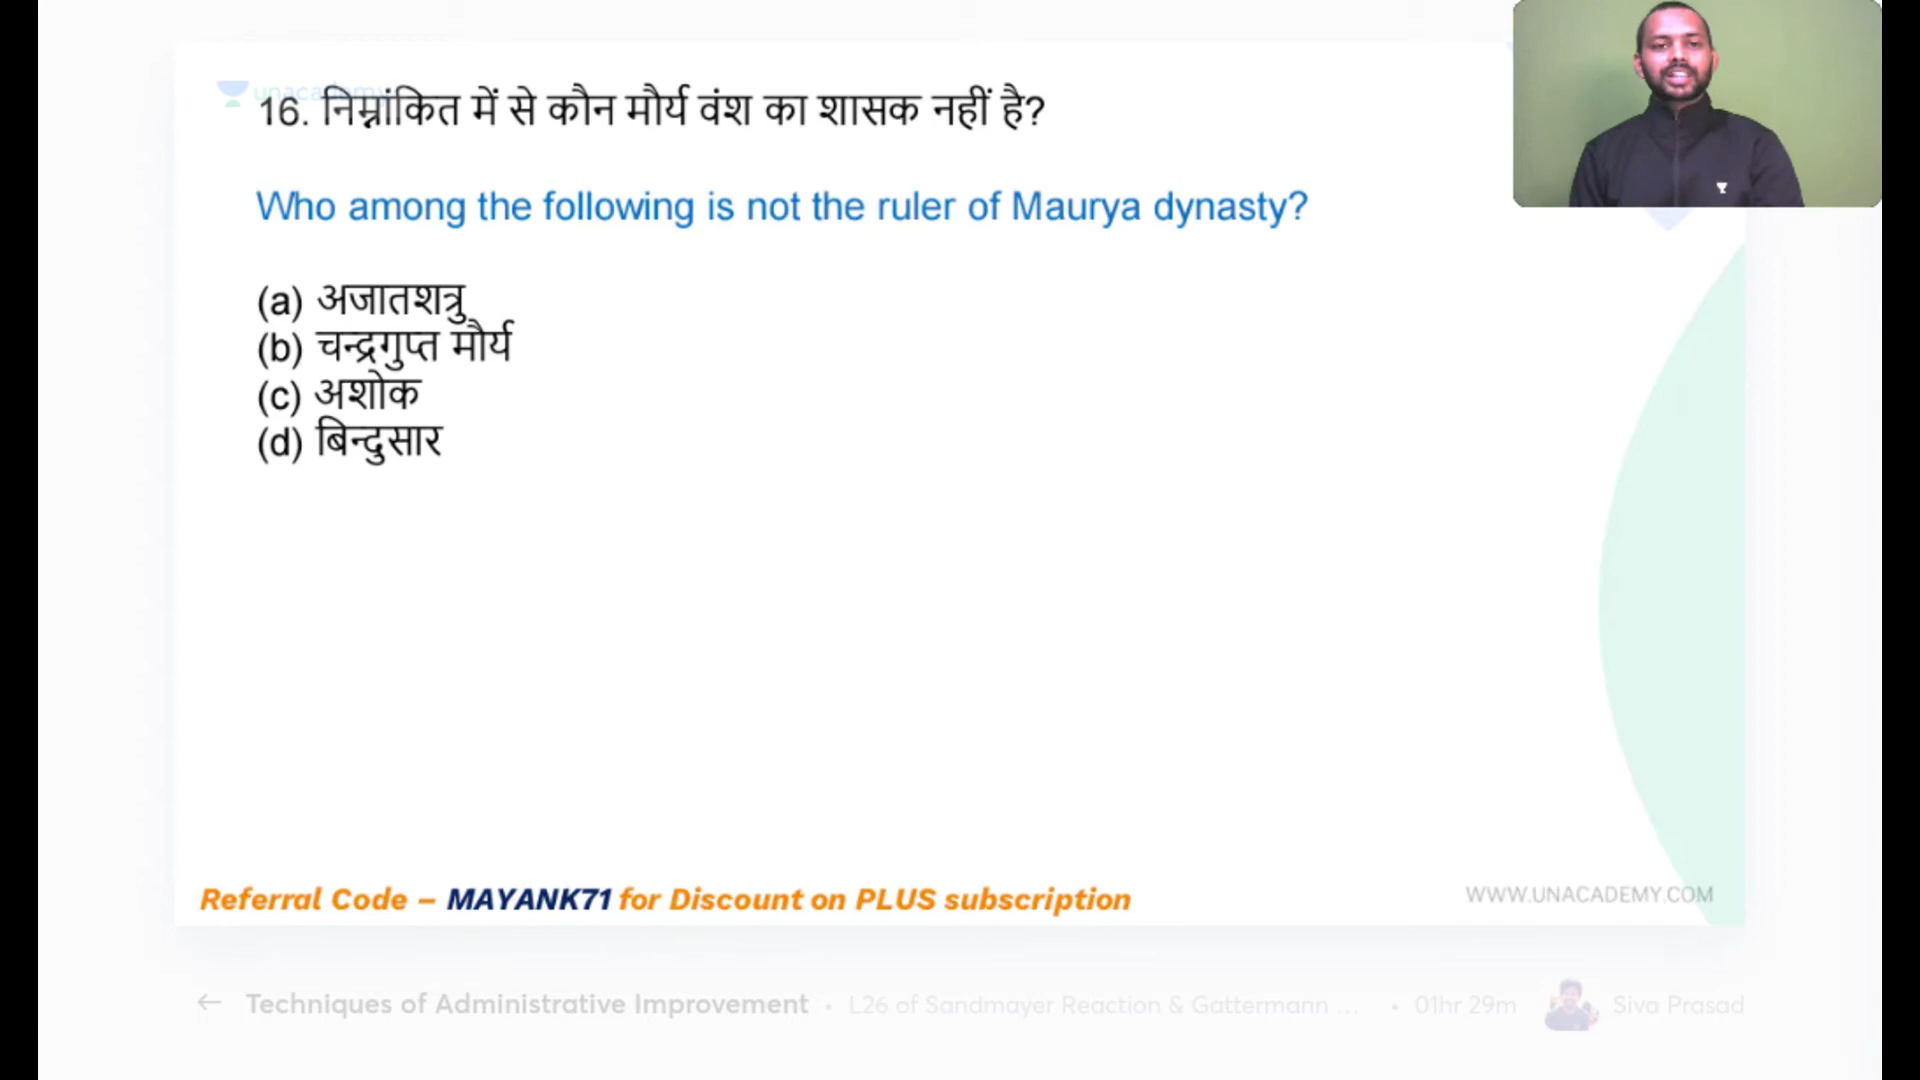 unacademy
16. निम्नांकित में से कौन मौर्य वंश का शासक नहीं है?
Who among the following is not the ruler of Maurya dynasty?
(a) अजातशत्रु
(b) चन्द्रगुप्त मौर्य
(c) अशोक
(d) बिन्दुसार
Referral Code – MAYANK71 for Discount on PLUS subscription
WWW.UNACADEMY.COM
Techniques of Administrative Improvement • L26 of Sandmayer Reaction & Gattermann ... • 01hr 29m Siva Prasad